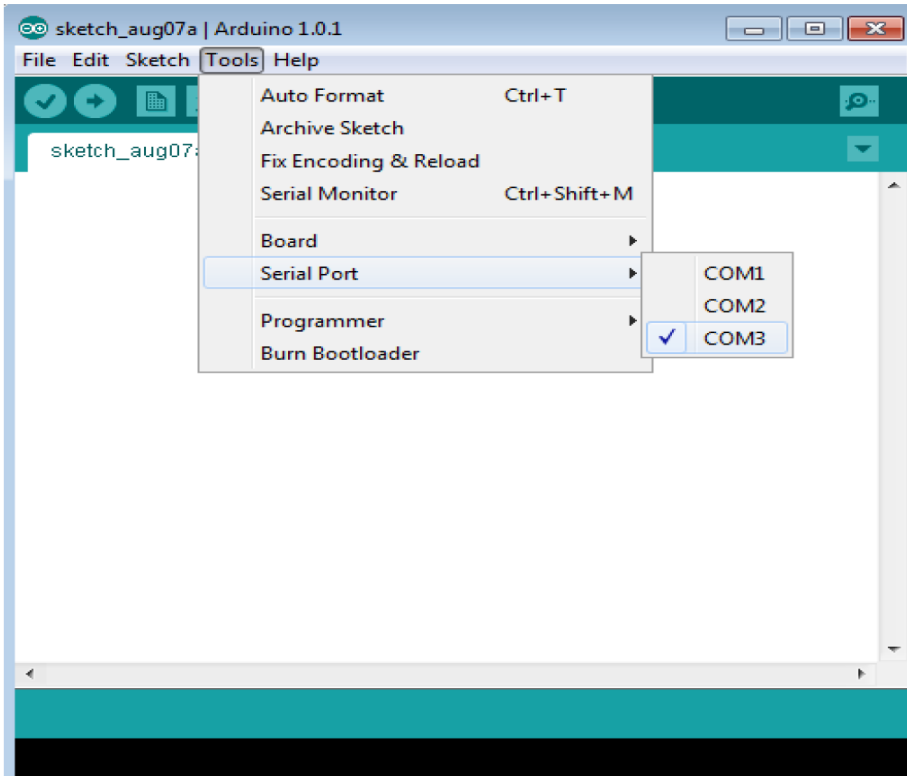 sketch_aug07a | Arduino 1.0.1
File Edit Sketch Tools Help
sketch_aug07a
Auto Format Ctrl+T
Archive Sketch
Fix Encoding & Reload
Serial Monitor Ctrl+Shift+M
Board
Serial Port
Programmer
Burn Bootloader
COM1
COM2
COM3